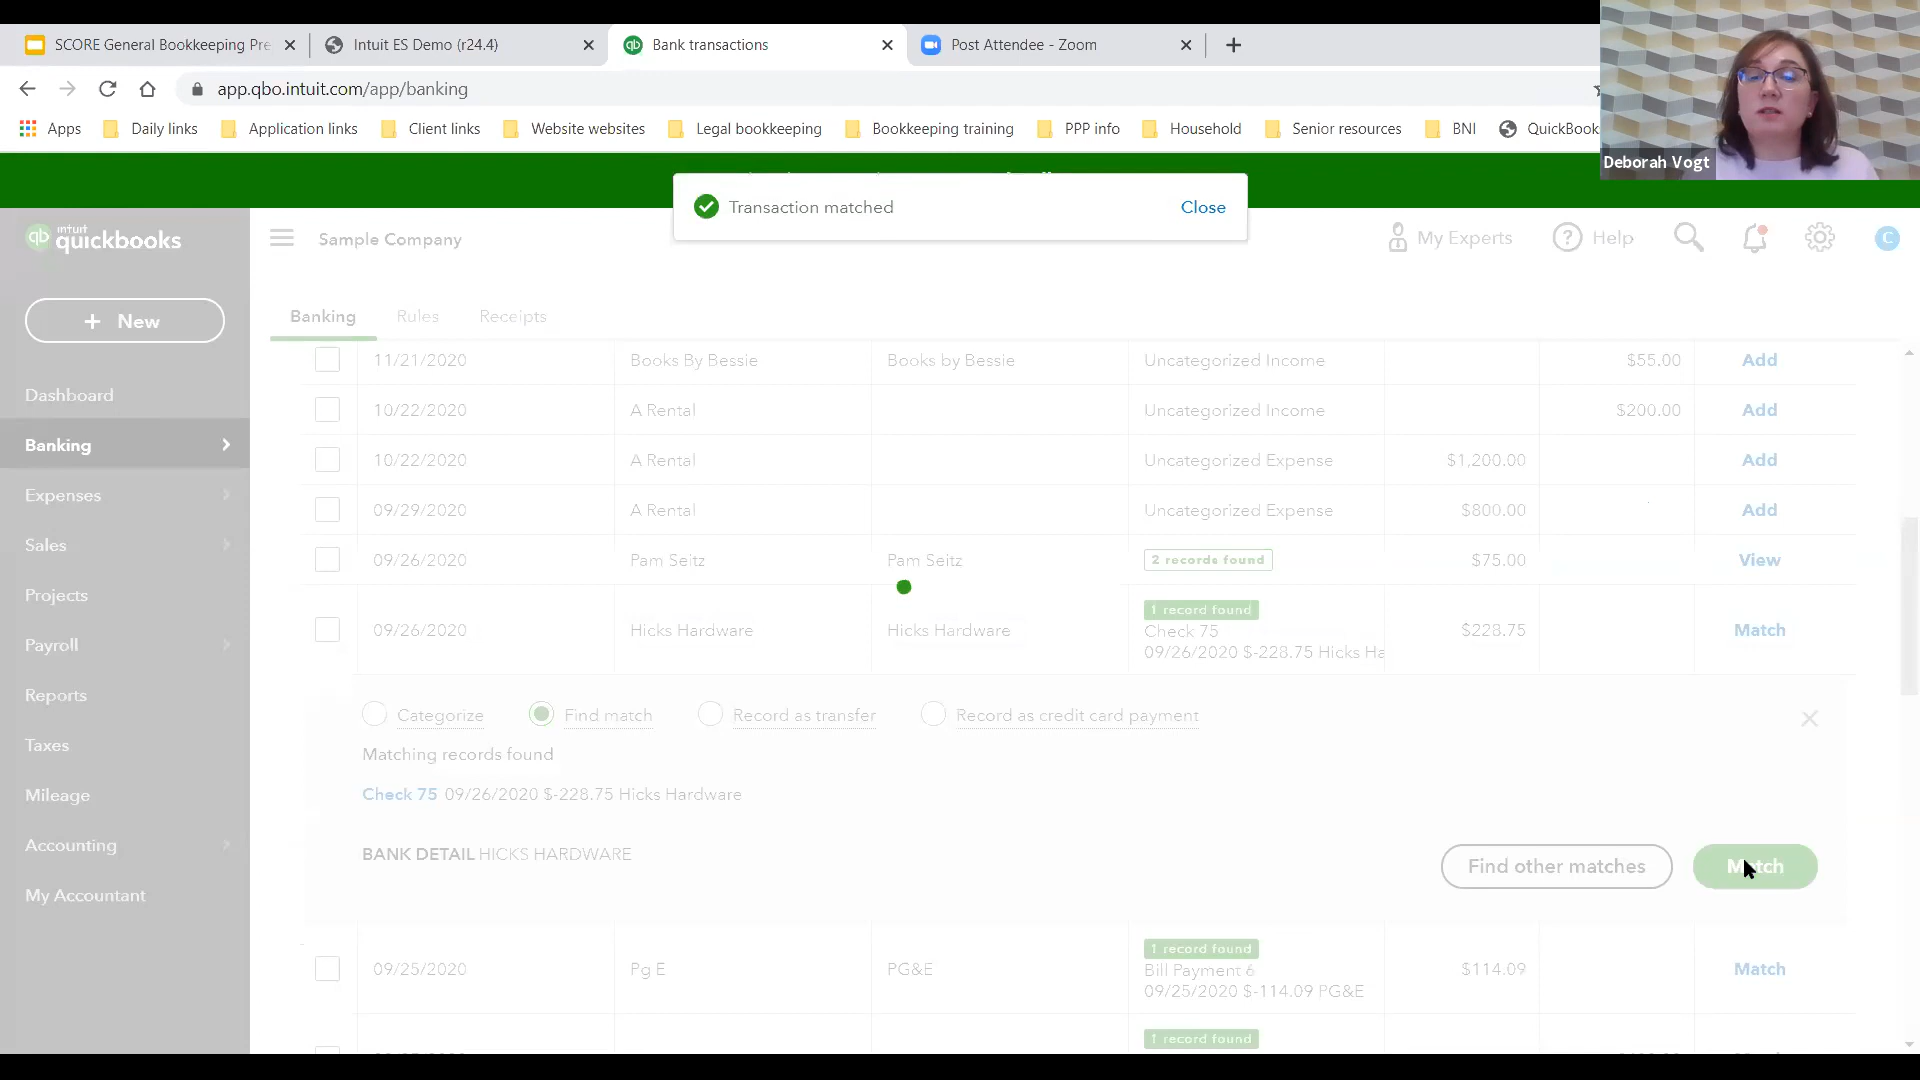 SCORE General Bookkeeping Pre
Intuit ES Demo (r24.4)
Bank transactions
Post Attendee - Zoom
app.qbo.intuit.com/app/banking
Apps
Daily links
Application links
Client links
Website websites
Legal bookkeeping
Bookkeeping training
PPP info
Household
Senior resources
BNI
QuickBook
Deborah Vogt
Transaction matched
Close
qb intuit quickbooks
Sample Company
My Experts
Help
C
+ New
Banking
Rules
Receipts
Dashboard
Banking
Expenses
Sales
Projects
Payroll
Reports
Taxes
Mileage
Accounting
My Accountant
11/21/2020 Books By Bessie Books by Bessie Uncategorized Income $55.00 Add
10/22/2020 A Rental Uncategorized Income $200.00 Add
10/22/2020 A Rental Uncategorized Expense $1,200.00 Add
09/29/2020 A Rental Uncategorized Expense $800.00 Add
09/26/2020 Pam Seitz Pam Seitz 2 records found $75.00 View
1 record found
09/26/2020 Hicks Hardware Hicks Hardware Check 75 $228.75 Match
09/26/2020 $-228.75 Hicks Ha
Categorize
Find match
Record as transfer
Record as credit card payment
Matching records found
Check 75 09/26/2020 $-228.75 Hicks Hardware
BANK DETAIL HICKS HARDWARE
Find other matches
Match
1 record found
09/25/2020 Pg E PG&E Bill Payment 6 $114.09 Match
09/25/2020 $-114.09 PG&E
1 record found